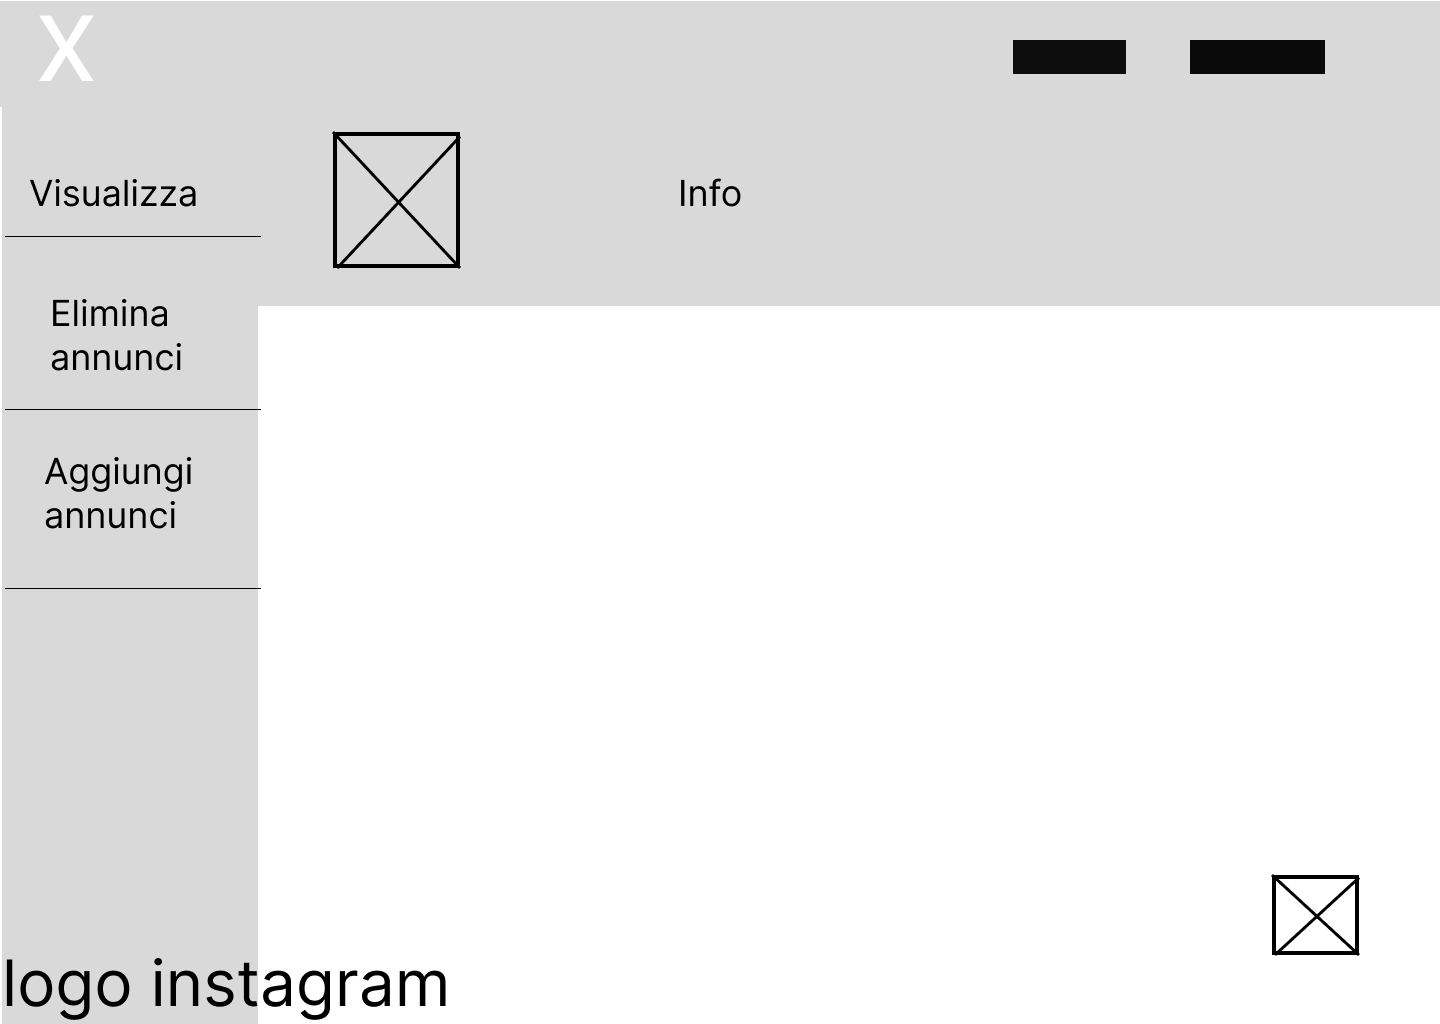 X
Visualizza
Info
Elimina
annunci
Aggiungi
annunci
logo instagram